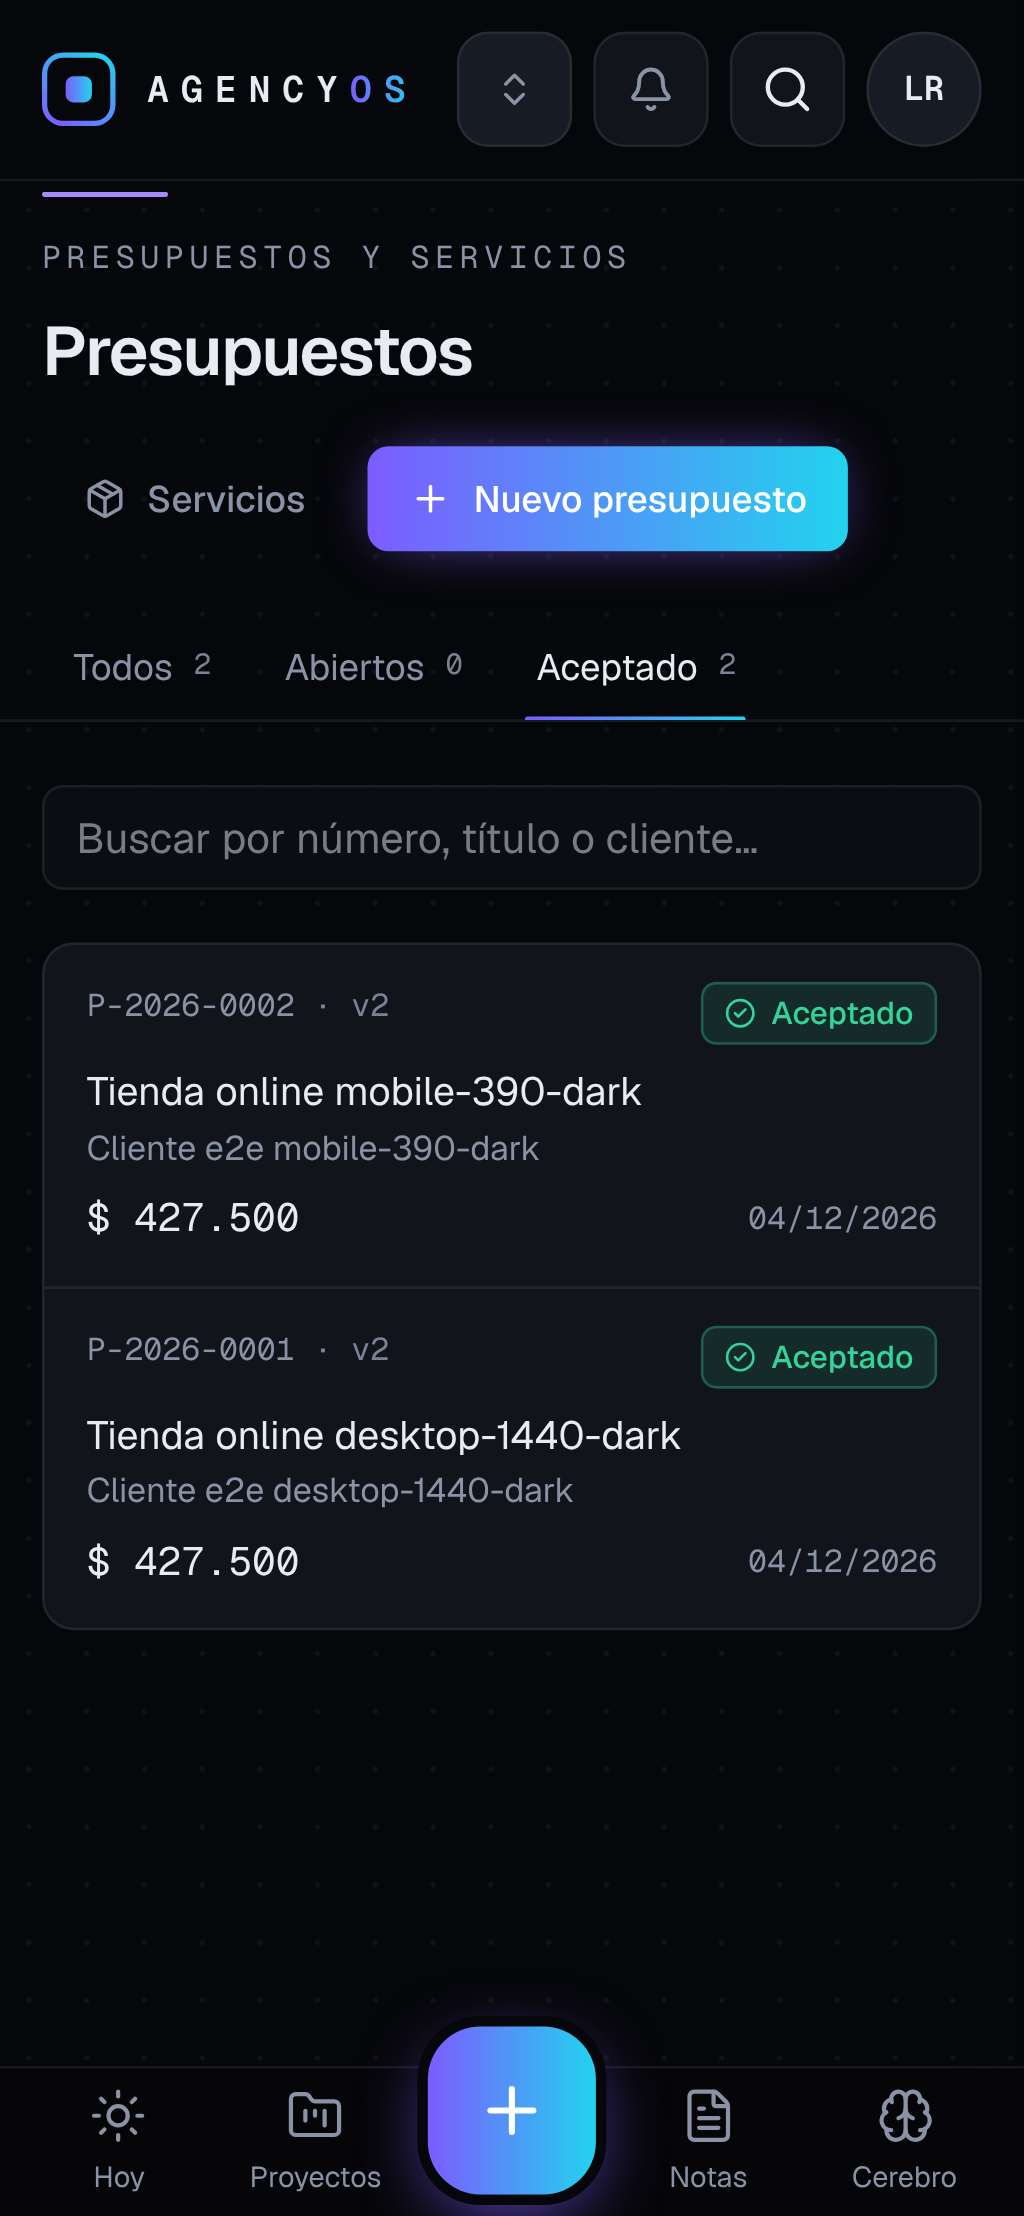 AGENCYOS
LR
PRESUPUESTOS Y SERVICIOS
Presupuestos
Servicios
Nuevo presupuesto
Todos 2 Abiertos 0 Aceptado 2
Buscar por número, título o cliente…
P-2026-0002 · v2 Aceptado
Tienda online mobile-390-dark
Cliente e2e mobile-390-dark
$ 427.500 04/12/2026
P-2026-0001 · v2 Aceptado
Tienda online desktop-1440-dark
Cliente e2e desktop-1440-dark
$ 427.500 04/12/2026
Hoy Proyectos Notas Cerebro